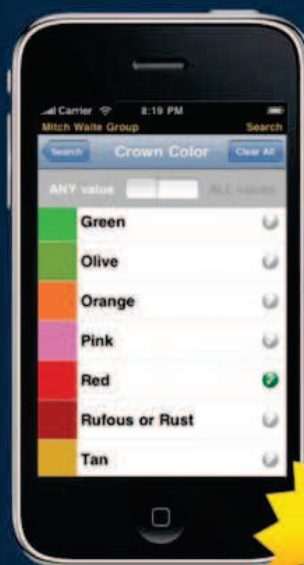 Carrier 8:19 PM
Mitch Waite Group Search
Search Crown Color Clear All
ANY value ALL values
Green
Olive
Orange
Pink
Red
Rufous or Rust
Tan